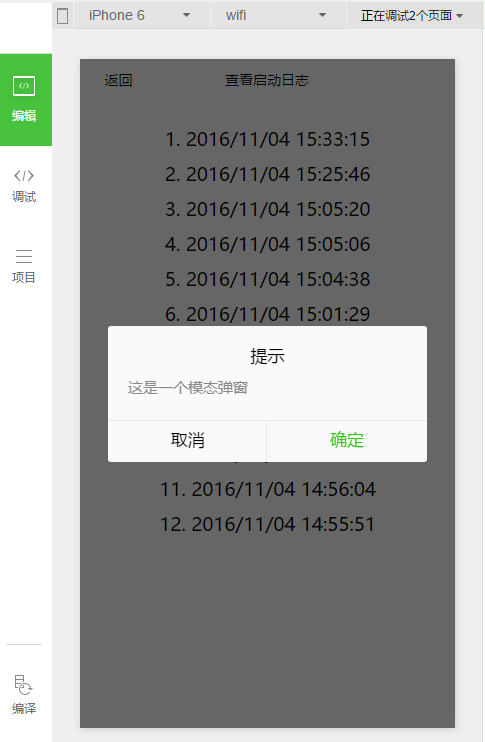 iPhone 6 wifi 正在调试2个页面
编辑
调试
项目
编译
返回 查看启动日志
1. 2016/11/04 15:33:15
2. 2016/11/04 15:25:46
3. 2016/11/04 15:05:20
4. 2016/11/04 15:05:06
5. 2016/11/04 15:04:38
6. 2016/11/04 15:01:29
提示
这是一个模态弹窗
取消 确定
11. 2016/11/04 14:56:04
12. 2016/11/04 14:55:51